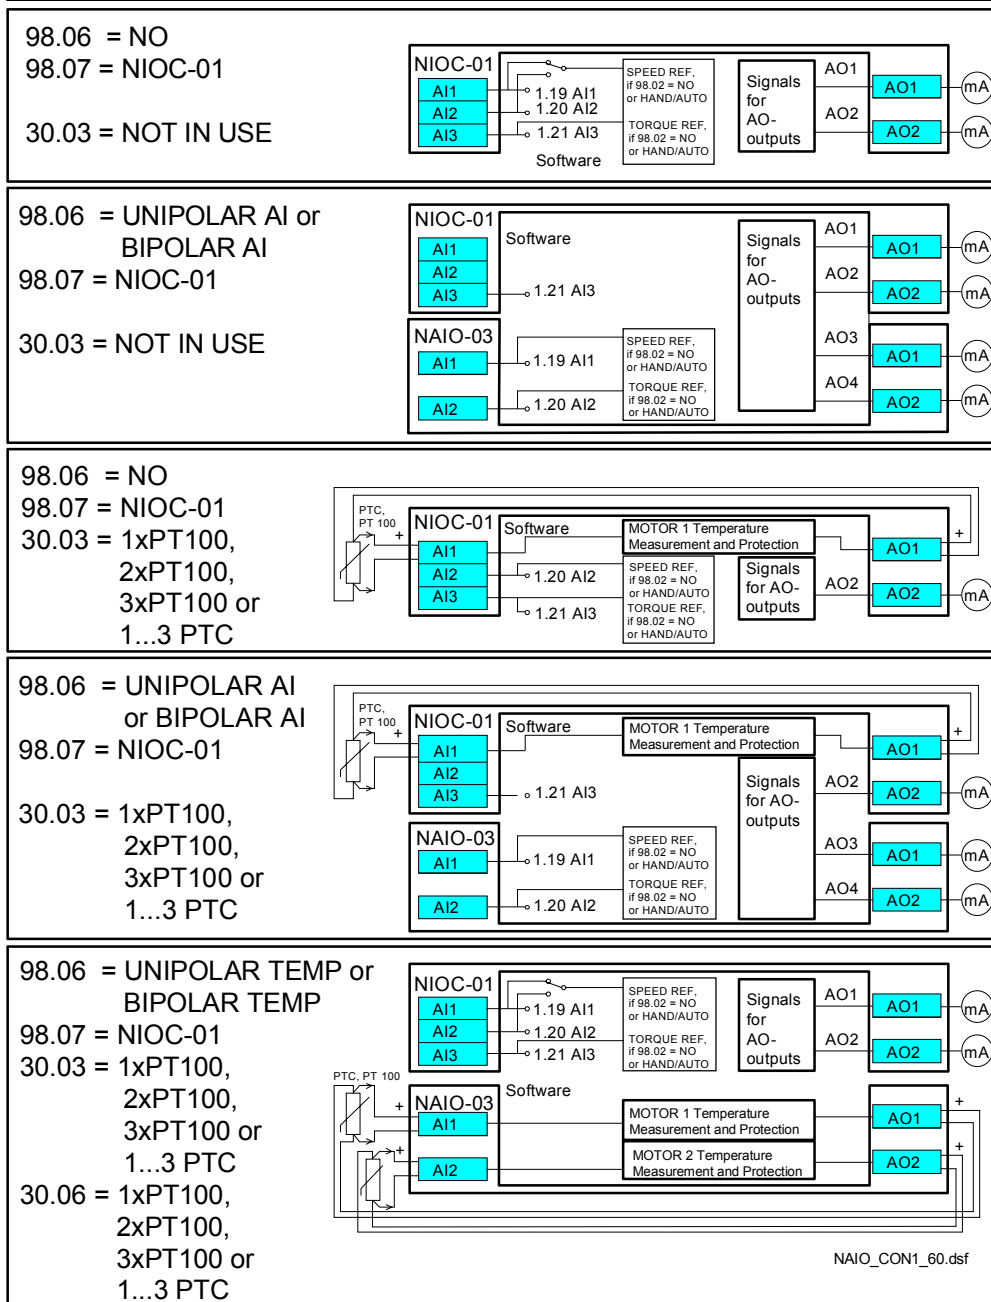 98.06 = NO
98.07 = NIOC-01
30.03 = NOT IN USE
NIOC-01
AI1
AI2
AI3
1.19 AI1
1.20 AI2
1.21 AI3
Software
SPEED REF,
if 98.02 = NO
or HAND/AUTO
TORQUE REF,
if 98.02 = NO
or HAND/AUTO
Signals
for
AO-
outputs
AO1
AO2
AO1
AO2
mA
mA
98.06 = UNIPOLAR AI or
BIPOLAR AI
98.07 = NIOC-01
30.03 = NOT IN USE
NIOC-01
AI1
AI2
AI3
Software
1.21 AI3
NAIO-03
AI1
AI2
1.19 AI1
1.20 AI2
SPEED REF,
if 98.02 = NO
or HAND/AUTO
TORQUE REF,
if 98.02 = NO
or HAND/AUTO
Signals
for
AO-
outputs
AO1
AO2
AO3
AO4
AO1
AO2
AO1
AO2
mA
mA
mA
mA
98.06 = NO
98.07 = NIOC-01
30.03 = 1xPT100,
2xPT100,
3xPT100 or
1...3 PTC
PTC,
PT 100
+
NIOC-01
AI1
AI2
AI3
Software
1.20 AI2
1.21 AI3
MOTOR 1 Temperature
Measurement and Protection
SPEED REF,
if 98.02 = NO
or HAND/AUTO
TORQUE REF,
if 98.02 = NO
or HAND/AUTO
Signals
for AO-
outputs
AO2
AO1
AO2
+
mA
98.06 = UNIPOLAR AI
or BIPOLAR AI
98.07 = NIOC-01
30.03 = 1xPT100,
2xPT100,
3xPT100 or
1...3 PTC
PTC,
PT 100
+
NIOC-01
AI1
AI2
AI3
Software
1.21 AI3
MOTOR 1 Temperature
Measurement and Protection
NAIO-03
AI1
AI2
1.19 AI1
1.20 AI2
SPEED REF,
if 98.02 = NO
or HAND/AUTO
TORQUE REF,
if 98.02 = NO
or HAND/AUTO
Signals
for AO-
outputs
AO2
AO3
AO4
AO1
AO2
AO1
AO2
+
mA
mA
mA
98.06 = UNIPOLAR TEMP or
BIPOLAR TEMP
98.07 = NIOC-01
30.03 = 1xPT100,
2xPT100,
3xPT100 or
1...3 PTC
30.06 = 1xPT100,
2xPT100,
3xPT100 or
1...3 PTC
NIOC-01
AI1
AI2
AI3
1.19 AI1
1.20 AI2
1.21 AI3
SPEED REF,
if 98.02 = NO
or HAND/AUTO
TORQUE REF,
if 98.02 = NO
or HAND/AUTO
Signals
for
AO-
outputs
AO1
AO2
AO1
AO2
mA
mA
PTC, PT 100
+
+
NAIO-03
AI1
AI2
Software
MOTOR 1 Temperature
Measurement and Protection
MOTOR 2 Temperature
Measurement and Protection
AO1
AO2
+
+
NAIO_CON1_60.dsf